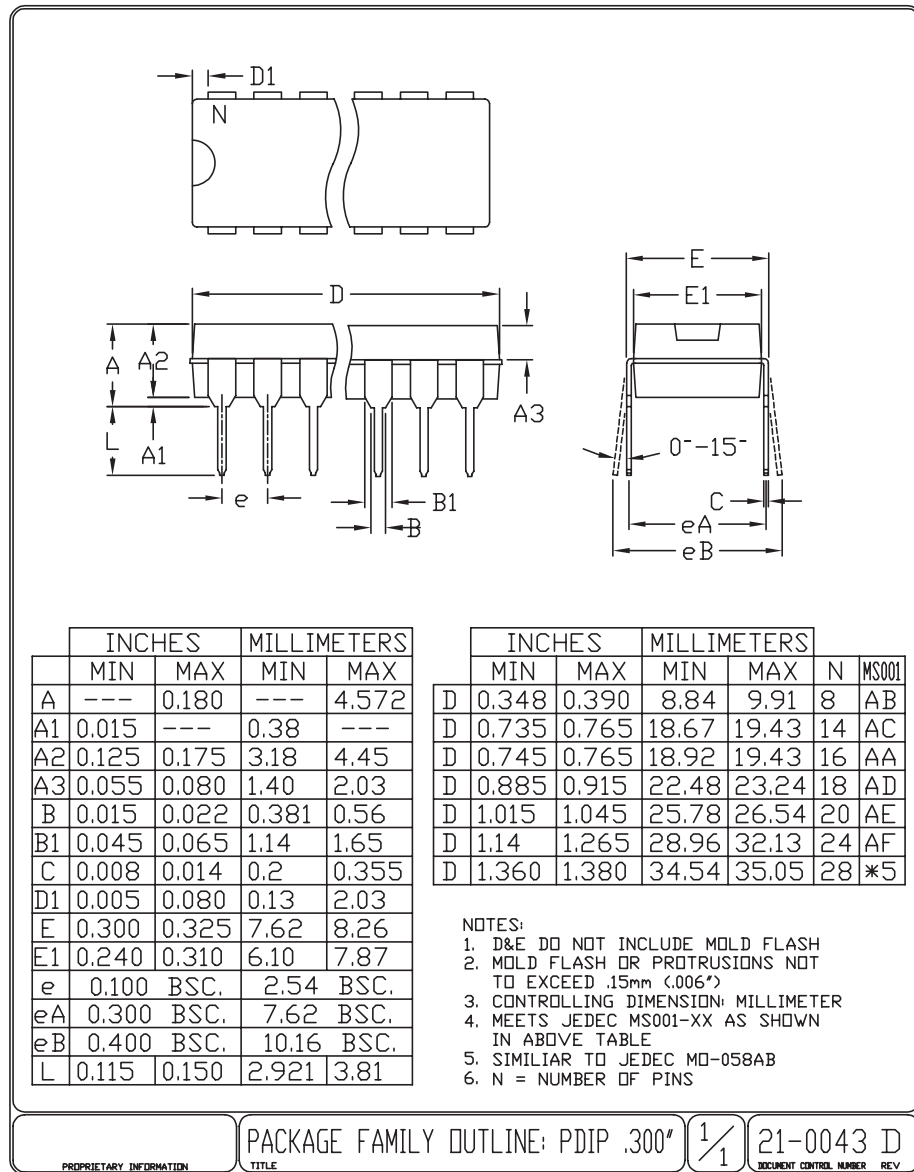 D1
N
E
E1
D
A
A2
A3
L
A1
0°-15°
e
B1
B
C
eA
eB
INCHES MILLIMETERS
MIN MAX MIN MAX
A --- 0.180 --- 4.572
A1 0.015 --- 0.38 ---
A2 0.125 0.175 3.18 4.45
A3 0.055 0.080 1.40 2.03
B 0.015 0.022 0.381 0.56
B1 0.045 0.065 1.14 1.65
C 0.008 0.014 0.2 0.355
D1 0.005 0.080 0.13 2.03
E 0.300 0.325 7.62 8.26
E1 0.240 0.310 6.10 7.87
e 0.100 BSC. 2.54 BSC.
eA 0.300 BSC. 7.62 BSC.
eB 0.400 BSC. 10.16 BSC.
L 0.115 0.150 2.921 3.81
INCHES MILLIMETERS
MIN MAX MIN MAX N MS001
D 0.348 0.390 8.84 9.91 8 AB
D 0.735 0.765 18.67 19.43 14 AC
D 0.745 0.765 18.92 19.43 16 AA
D 0.885 0.915 22.48 23.24 18 AD
D 1.015 1.045 25.78 26.54 20 AE
D 1.14 1.265 28.96 32.13 24 AF
D 1.360 1.380 34.54 35.05 28 *5
NOTES:
1. D&E DO NOT INCLUDE MOLD FLASH
2. MOLD FLASH OR PROTRUSIONS NOT
TO EXCEED .15mm (.006")
3. CONTROLLING DIMENSION: MILLIMETER
4. MEETS JEDEC MS001-XX AS SHOWN
IN ABOVE TABLE
5. SIMILIAR TO JEDEC MO-058AB
6. N = NUMBER OF PINS
PROPRIETARY INFORMATION
PACKAGE FAMILY OUTLINE: PDIP .300"
TITLE
1/1
21-0043 D
DOCUMENT CONTROL NUMBER REV